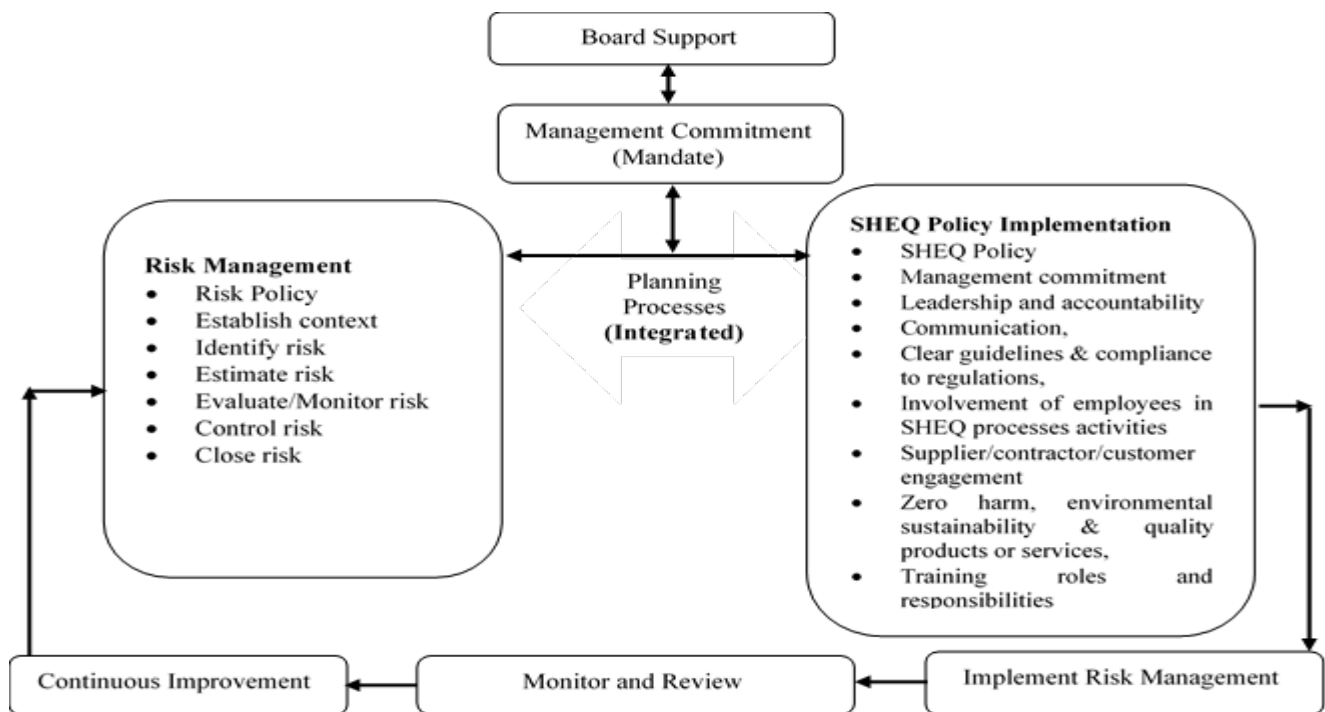 Board Support
Management Commitment
(Mandate)
Risk Management
• Risk Policy
• Establish context
• Identify risk
• Estimate risk
• Evaluate/Monitor risk
• Control risk
• Close risk
Planning
Processes
(Integrated)
SHEQ Policy Implementation
• SHEQ Policy
• Management commitment
• Leadership and accountability
• Communication,
• Clear guidelines & compliance
to regulations,
• Involvement of employees in
SHEQ processes activities
• Supplier/contractor/customer
engagement
• Zero harm, environmental
sustainability & quality
products or services,
• Training roles and
responsibilities
Continuous Improvement
Monitor and Review
Implement Risk Management